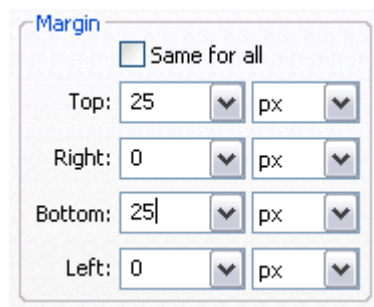 Margin
Same for all
Top: 25 px
Right: 0 px
Bottom: 25 px
Left: 0 px